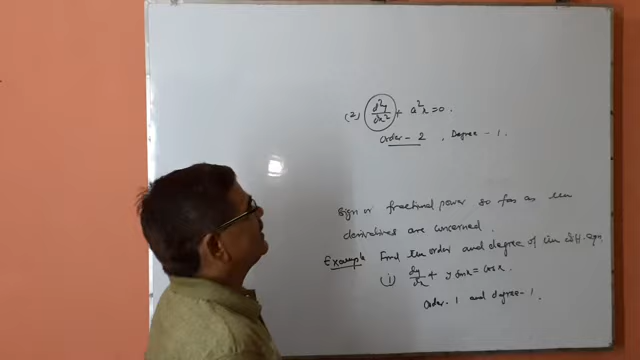 (2) d²y/dx² + a²x = 0.
Order - 2 , Degree - 1.
sign or fractional power so far as the
derivatives are concerned.
Example Find the order and degree of the diff. eqn.
(i) dy/dx + y sinx = cos x.
Order - 1 and degree - 1.